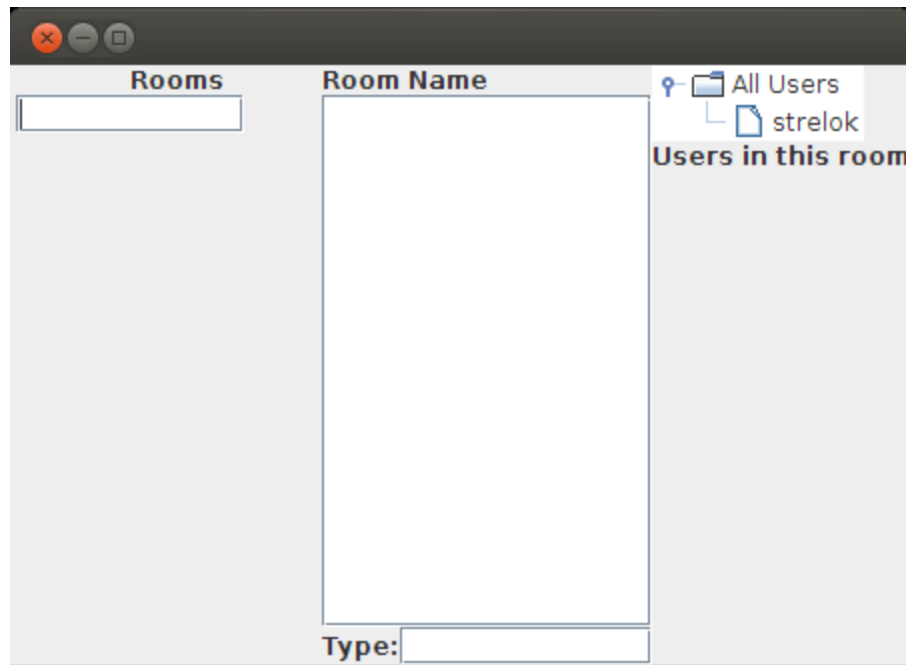 Rooms
Room Name
All Users
strelok
Users in this room
Type: